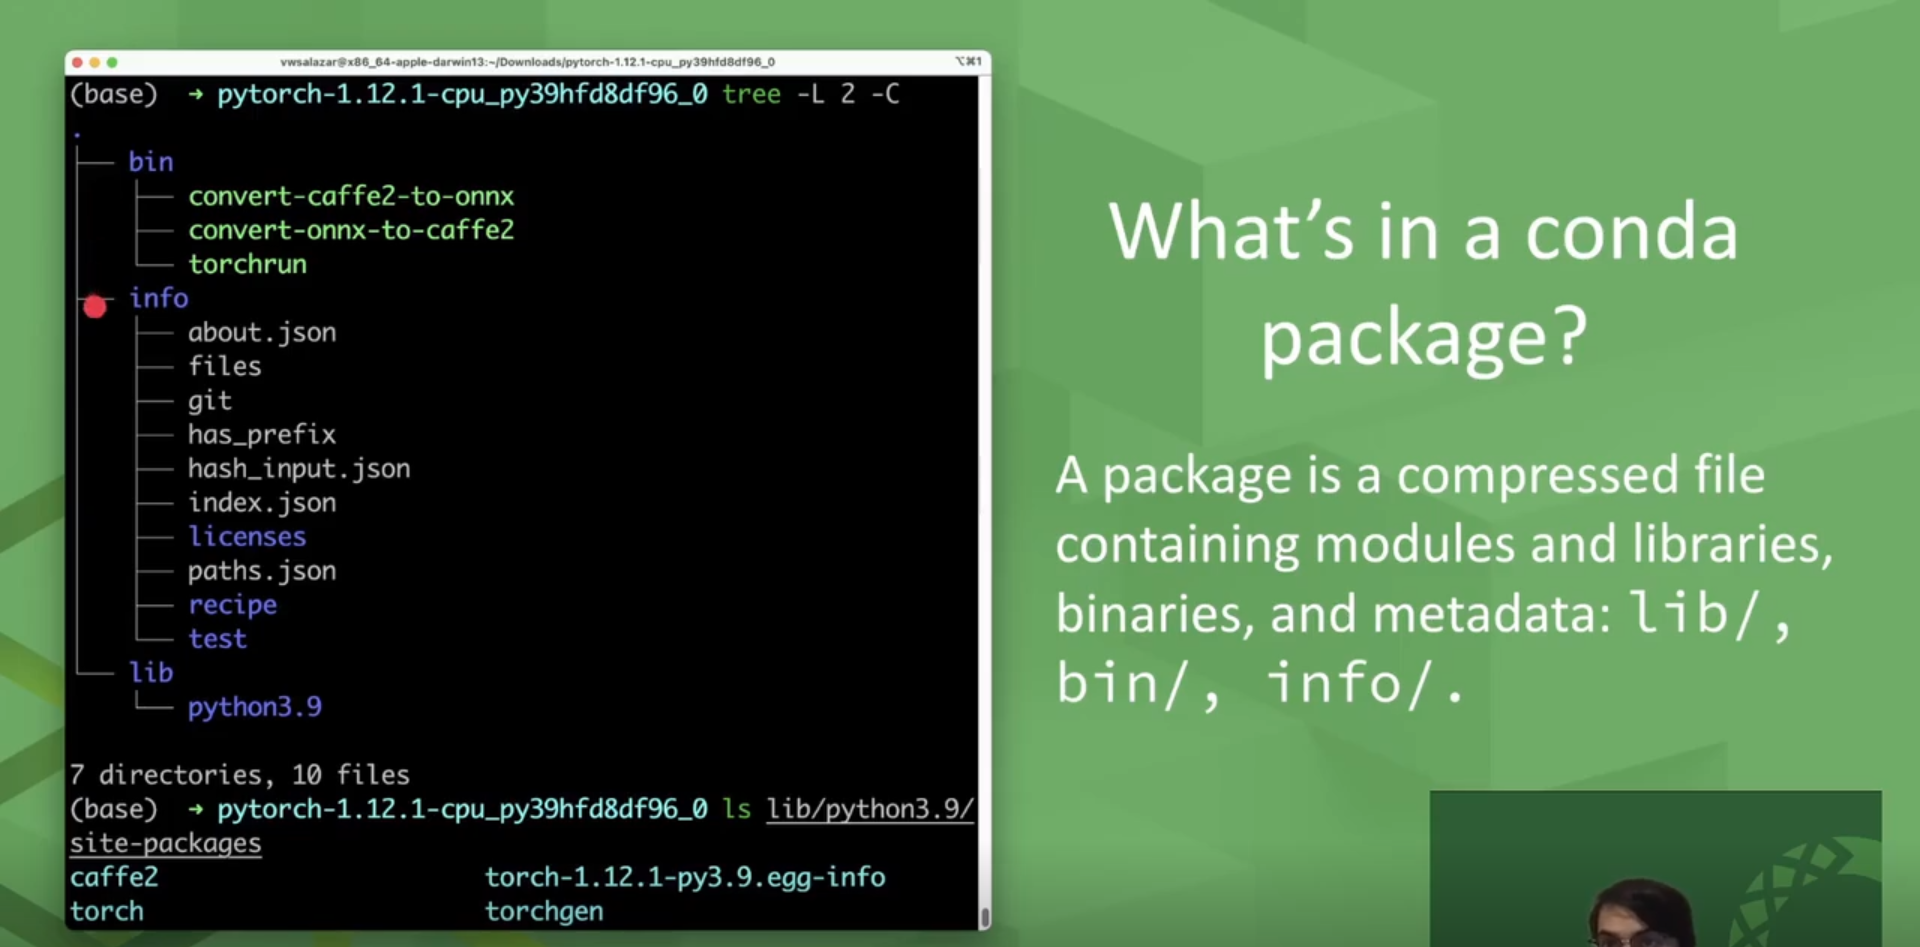 vwsalazar@x86_64-apple-darwin13:~/Downloads/pytorch-1.12.1-cpu_py39hfd8df96_0
⌥⌘1
(base) → pytorch-1.12.1-cpu_py39hfd8df96_0 tree -L 2 -C
.
├── bin
│   ├── convert-caffe2-to-onnx
│   ├── convert-onnx-to-caffe2
│   └── torchrun
├── info
│   ├── about.json
│   ├── files
│   ├── git
│   ├── has_prefix
│   ├── hash_input.json
│   ├── index.json
│   ├── licenses
│   ├── paths.json
│   ├── recipe
│   └── test
└── lib
    └── python3.9
7 directories, 10 files
(base) → pytorch-1.12.1-cpu_py39hfd8df96_0 ls lib/python3.9/
site-packages
caffe2 torch-1.12.1-py3.9.egg-info
torch torchgen
What's in a conda
package?
A package is a compressed file
containing modules and libraries,
binaries, and metadata: lib/,
bin/, info/.